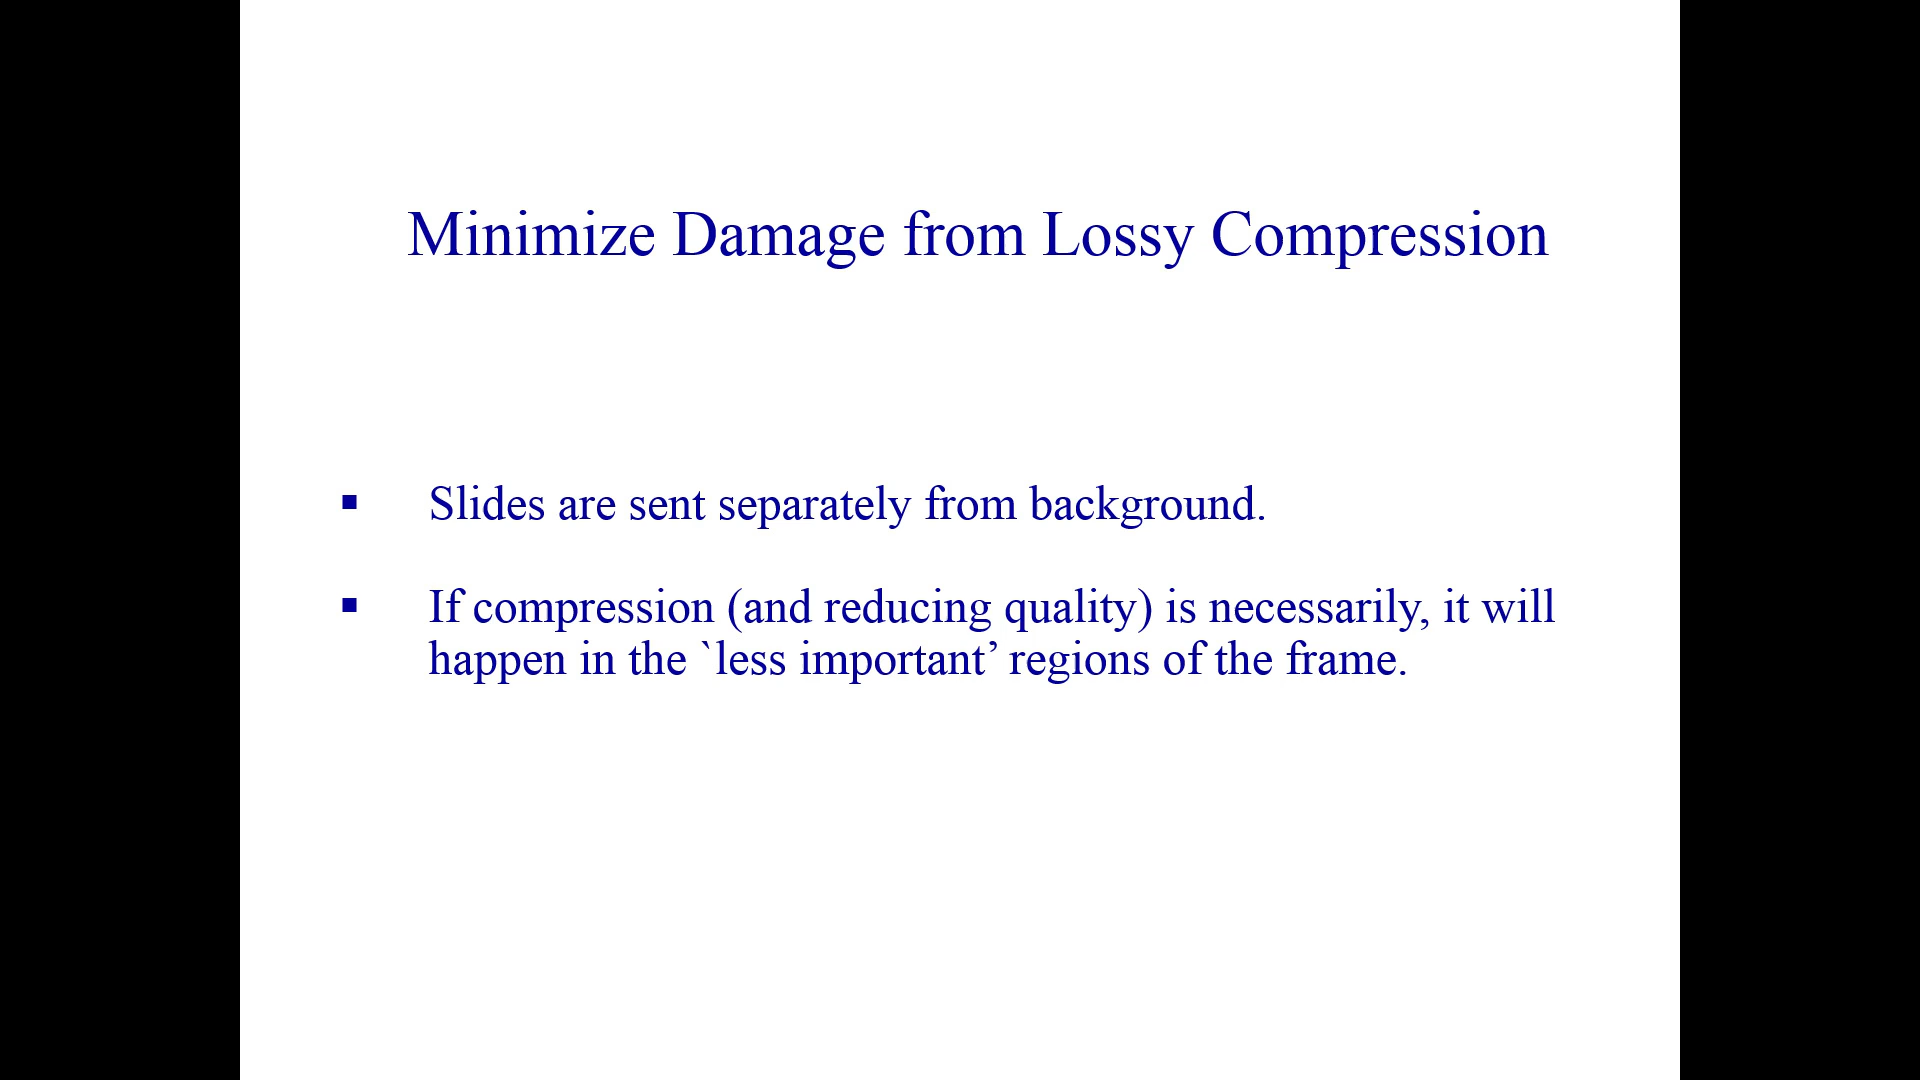 Minimize Damage from Lossy Compression
▪ Slides are sent separately from background.
▪ If compression (and reducing quality) is necessarily, it will
happen in the `less important’ regions of the frame.